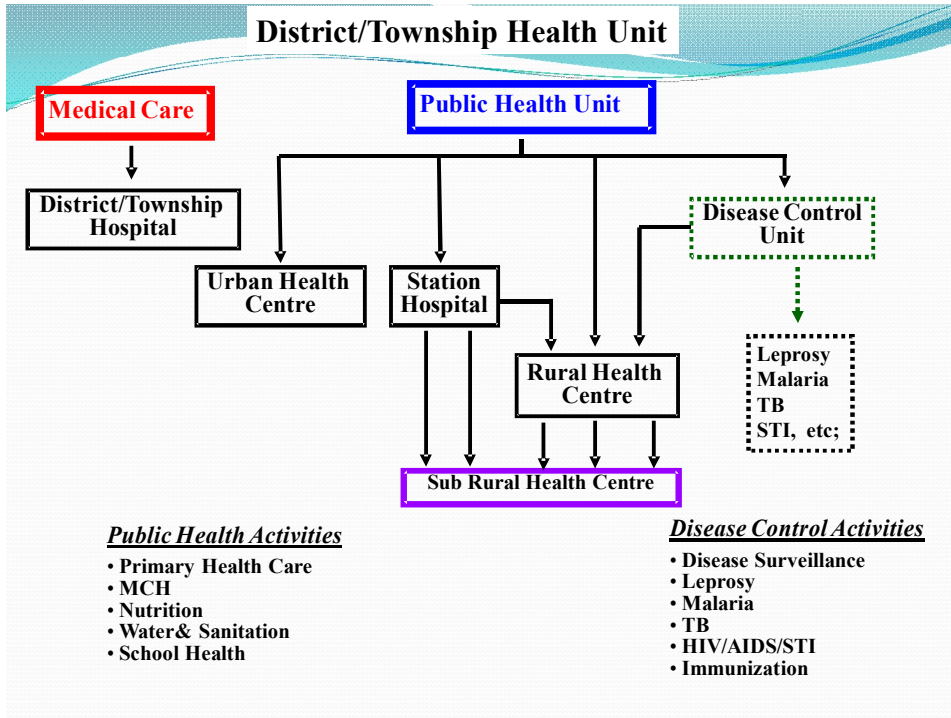 District/Township Health Unit
Medical Care
Public Health Unit
District/Township
Hospital
Disease Control
Unit
Urban Health
Centre
Station
Hospital
Rural Health
Centre
Leprosy
Malaria
TB
STI, etc;
Sub Rural Health Centre
Public Health Activities
• Primary Health Care
• MCH
• Nutrition
• Water& Sanitation
• School Health
Disease Control Activities
• Disease Surveillance
• Leprosy
• Malaria
• TB
• HIV/AIDS/STI
• Immunization